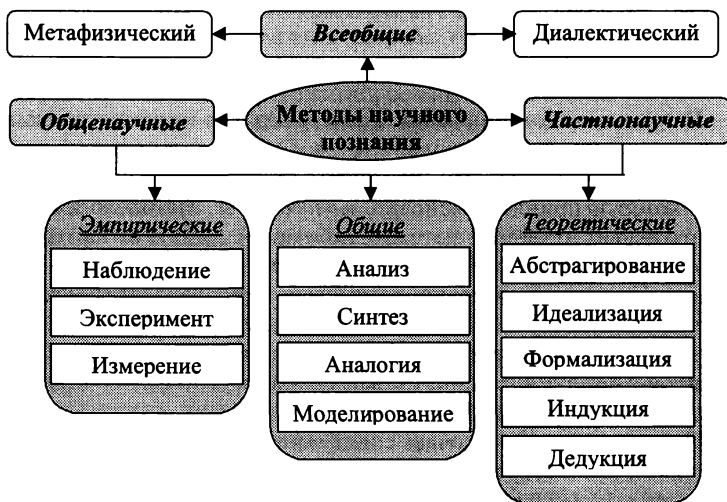 Метафизический
Всеобщие
Диалектический
Методы научного
познания
Общенаучные
Частнонаучные
Эмпирические
Наблюдение
Эксперимент
Измерение
Общие
Анализ
Синтез
Аналогия
Моделирование
Теоретические
Абстрагирование
Идеализация
Формализация
Индукция
Дедукция